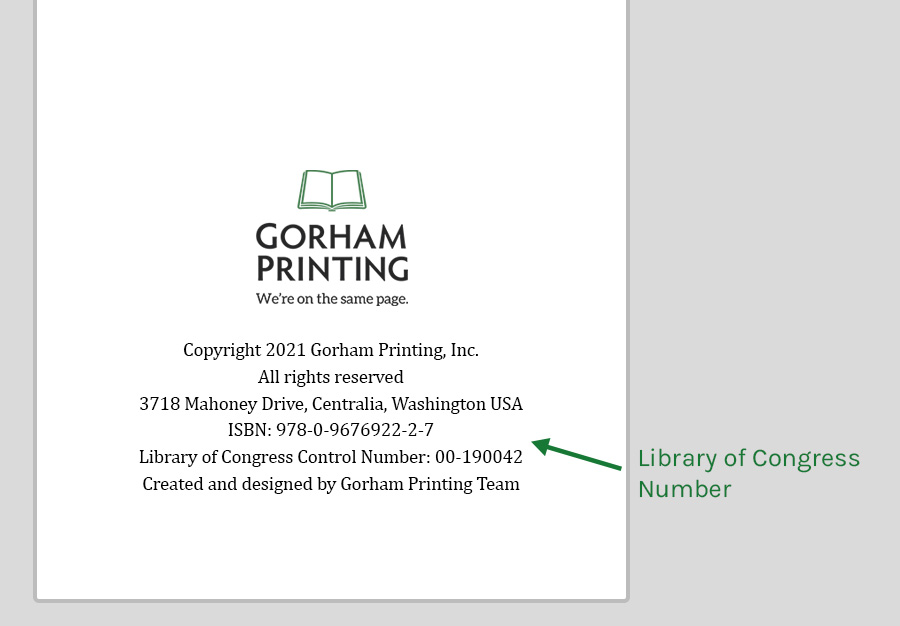 GORHAM
PRINTING
We're on the same page.
Copyright 2021 Gorham Printing, Inc.
All rights reserved
3718 Mahoney Drive, Centralia, Washington USA
ISBN: 978-0-9676922-2-7
Library of Congress Control Number: 00-190042
Created and designed by Gorham Printing Team
Library of Congress
Number